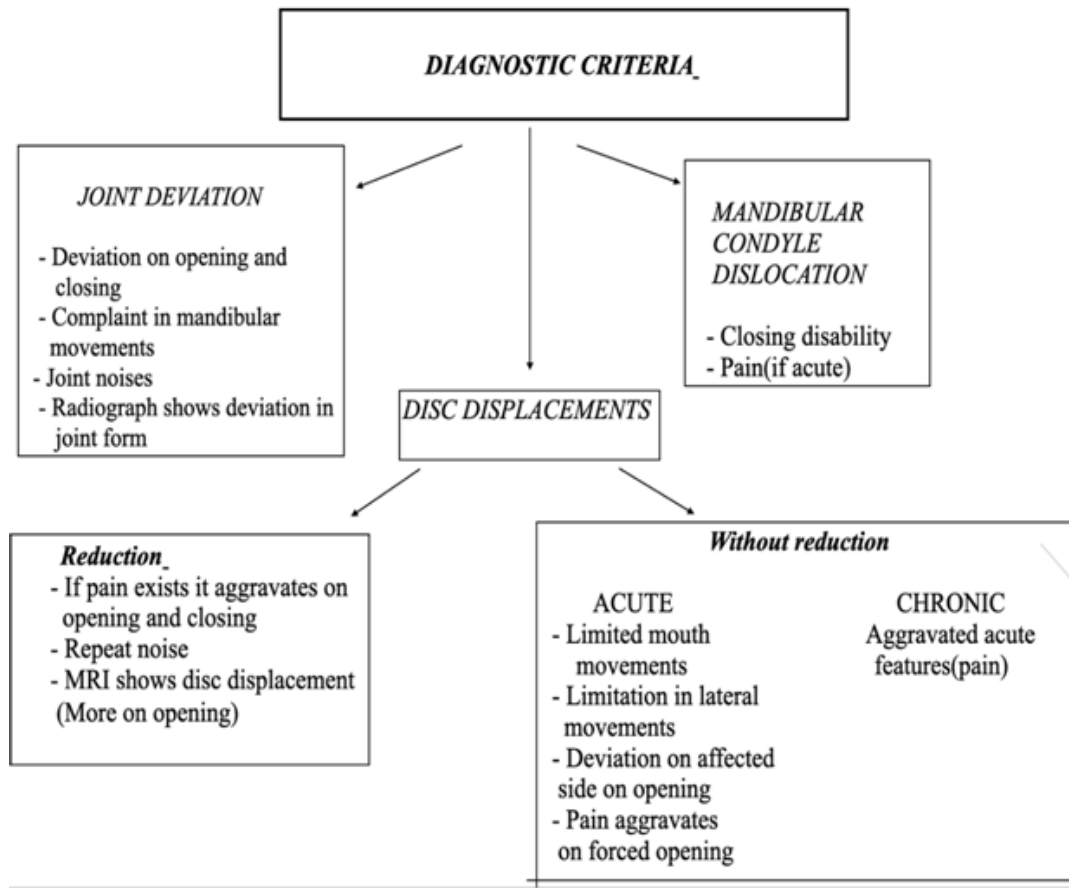 DIAGNOSTIC CRITERIA
JOINT DEVIATION
- Deviation on opening and
closing
- Complaint in mandibular
movements
- Joint noises
- Radiograph shows deviation in
joint form
MANDIBULAR
CONDYLE
DISLOCATION
- Closing disability
- Pain(if acute)
DISC DISPLACEMENTS
Reduction
- If pain exists it aggravates on
opening and closing
- Repeat noise
- MRI shows disc displacement
(More on opening)
Without reduction
ACUTE
- Limited mouth
movements
- Limitation in lateral
movements
- Deviation on affected
side on opening
- Pain aggravates
on forced opening
CHRONIC
Aggravated acute
features(pain)